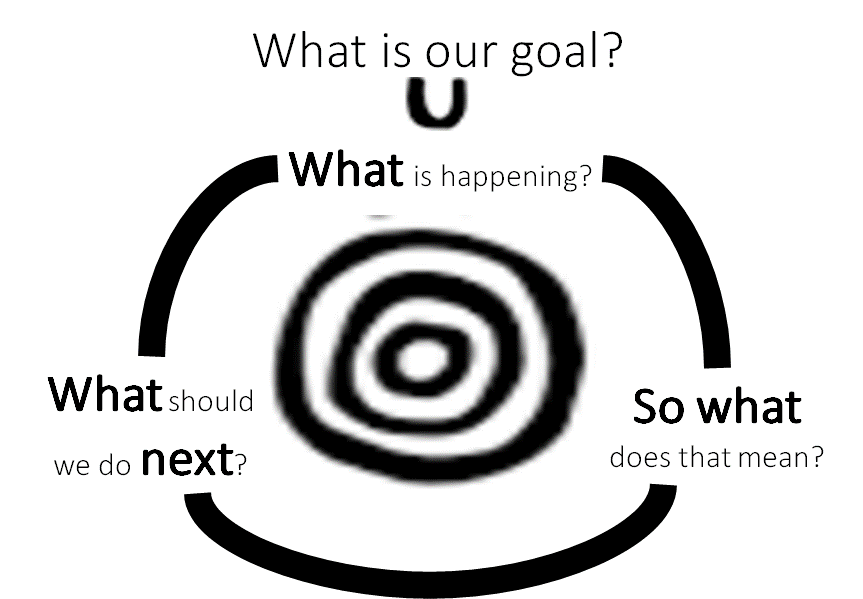 What is our goal?
What is happening?
What should
we do next?
So what
does that mean?